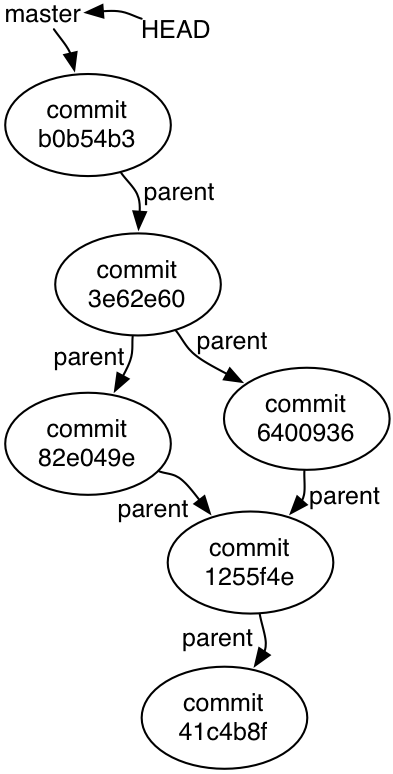 master
HEAD
commit
b0b54b3
parent
commit
3e62e60
parent
parent
commit
82e049e
commit
6400936
parent
parent
commit
1255f4e
parent
commit
41c4b8f